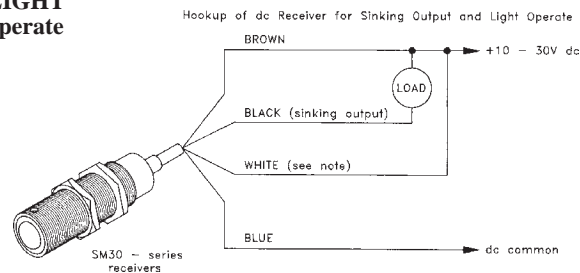 LIGHT
perate
Hookup of dc Receiver for Sinking Output and Light Operate
BROWN
+10 – 30V dc
LOAD
BLACK (sinking output)
WHITE (see note)
BLUE
dc common
SM30 – series
receivers